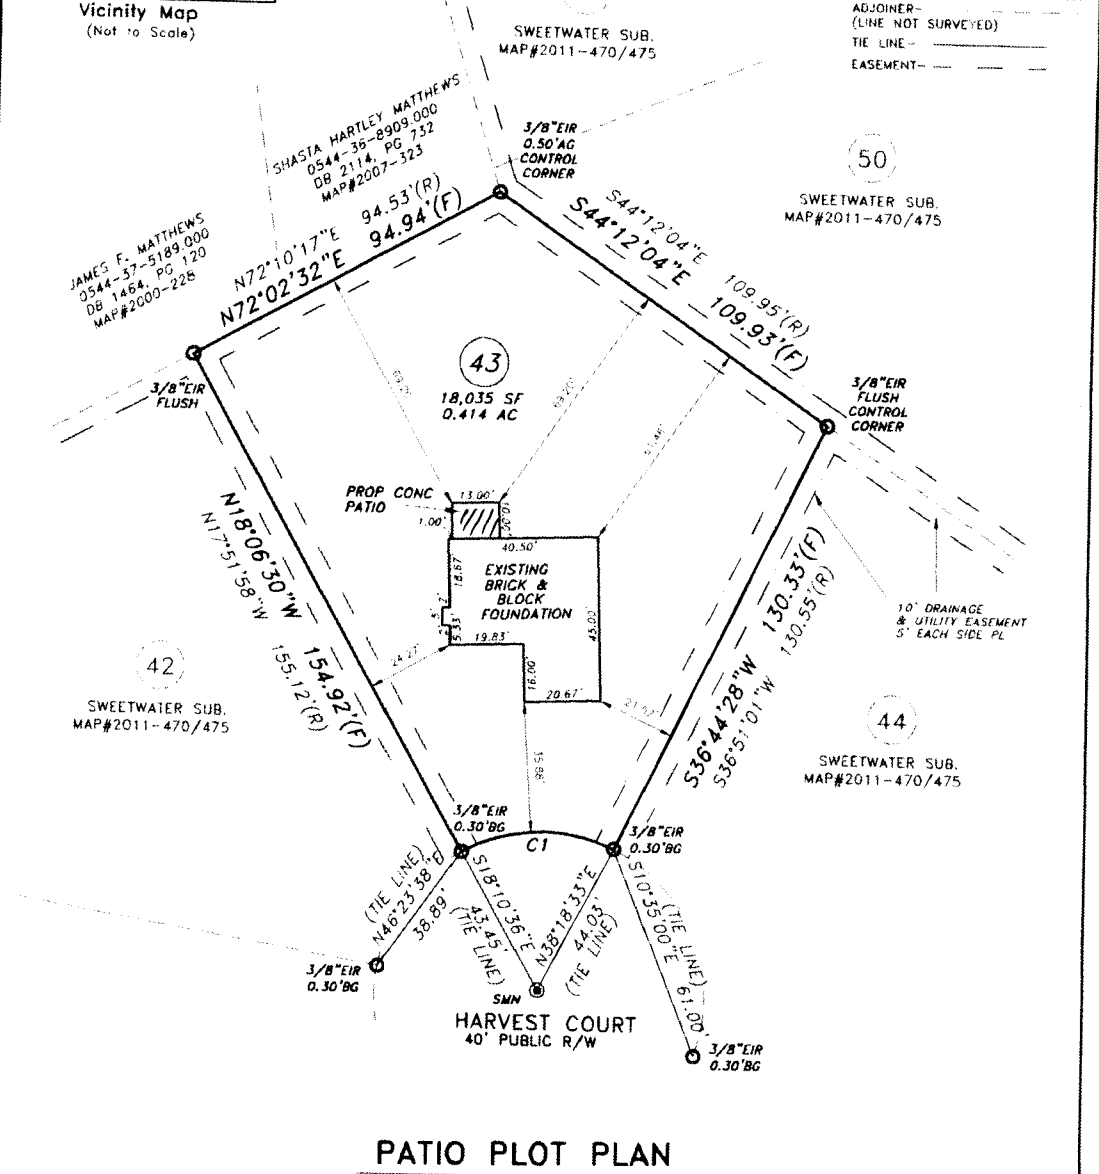 Vicinity Map
(Not to Scale)
SWEETWATER SUB.
MAP#2011-470/475
ADJOINER-
(LINE NOT SURVEYED)
TIE LINE-
EASEMENT-
SHASTA HARTLEY MATTHEWS
0544-36-8909.000
DB 2114, PG 732
MAP#2007-323
3/8"EIR
0.50'AG
CONTROL
CORNER
50
SWEETWATER SUB.
MAP#2011-470/475
JAMES F. MATTHEWS
0544-37-5189.000
DB 1464, PG 120
MAP#2000-228
N72°10'17"E 94.53'(R)
N72°02'32"E 94.94'(F)
S44°12'04"E 109.95'(R)
S44°12'04"E 109.93'(F)
3/8"EIR
FLUSH
43
18,035 SF
0.414 AC
69.20'
3/8"EIR
FLUSH
CONTROL
CORNER
PROP CONC
PATIO
13.00'
1.00'
10.00'
40.50'
18.67'
EXISTING
BRICK &
BLOCK
FOUNDATION
2'
5'
2'
5.33'
45.00'
19.83'
16.00'
20.67'
24.27'
35.88'
N18°06'30"W 154.92'(F)
N17°51'58"W 155.12'(R)
S36°44'28"W 130.33'(F)
S36°51'01"W 130.55'(R)
10' DRAINAGE
& UTILITY EASEMENT
5' EACH SIDE PL
42
SWEETWATER SUB.
MAP#2011-470/475
44
SWEETWATER SUB.
MAP#2011-470/475
3/8"EIR
0.30'BG
C1
3/8"EIR
0.30'BG
(TIE LINE)
N46°23'38"E
38.89'
S18°10'36"E
43.45'
(TIE LINE)
N38°18'33"E
44.03'
(TIE LINE)
(TIE LINE)
S10°35'00"E 61.00'
3/8"EIR
0.30'BG
SMN
HARVEST COURT
40' PUBLIC R/W
3/8"EIR
0.30'BG
PATIO PLOT PLAN